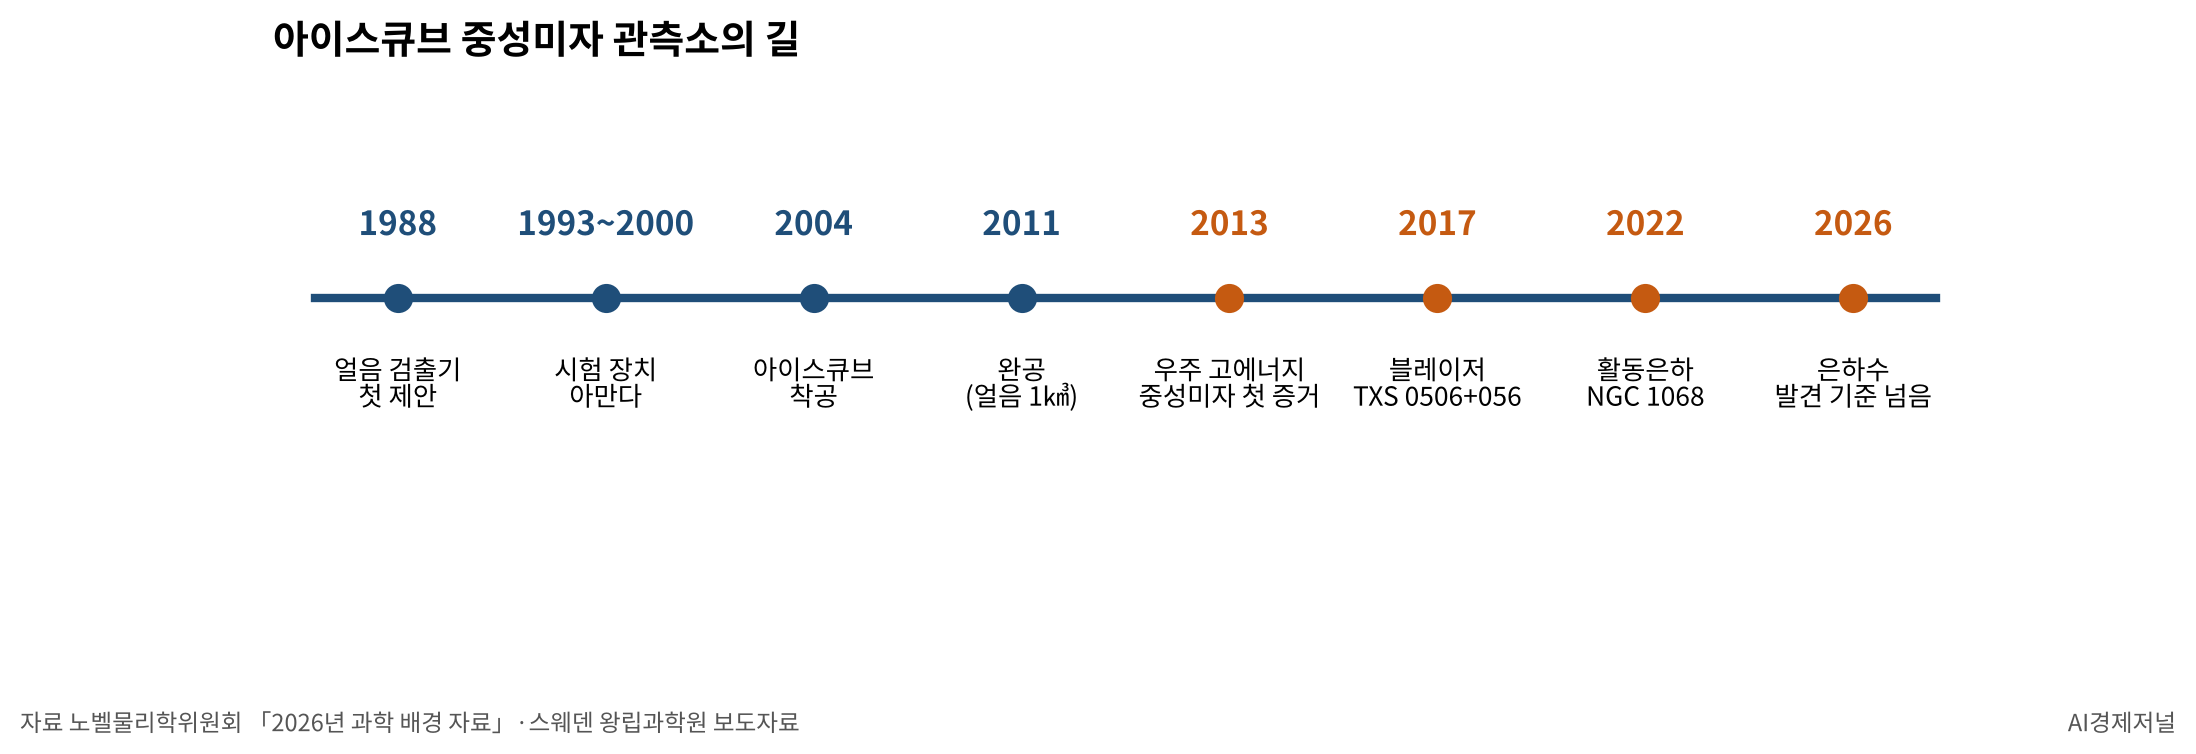 아이스큐브 중성미자 관측소의 길
1988
1993~2000
2004
2011
2013
2017
2022
2026
얼음 검출기
첫 제안
시험 장치
아만다
아이스큐브
착공
완공
(얼음 1㎦)
우주 고에너지
중성미자 첫 증거
블레이저
TXS 0506+056
활동은하
NGC 1068
은하수
발견 기준 넘음
자료 노벨물리학위원회 「2026년 과학 배경 자료」·스웨덴 왕립과학원 보도자료
AI경제저널